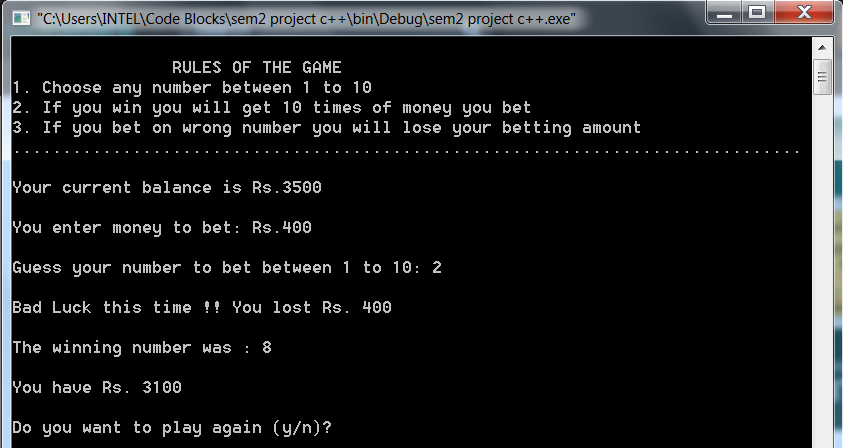 "C:\Users\INTEL\Code Blocks\sem2 project c++\bin\Debug\sem2 project c++.exe"
RULES OF THE GAME
1. Choose any number between 1 to 10
2. If you win you will get 10 times of money you bet
3. If you bet on wrong number you will lose your betting amount
...............................................................................
Your current balance is Rs.3500
You enter money to bet: Rs.400
Guess your number to bet between 1 to 10: 2
Bad Luck this time !! You lost Rs. 400
The winning number was : 8
You have Rs. 3100
Do you want to play again (y/n)?